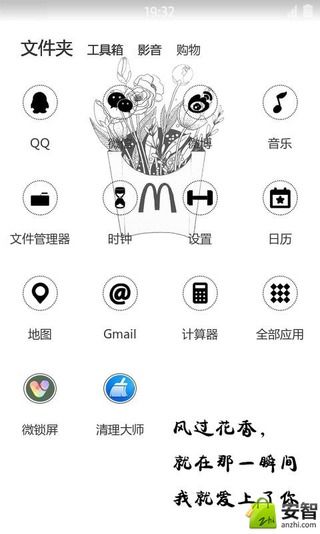 19:32
文件夹 工具箱 影音 购物
QQ 微信 微博 音乐
文件管理器 时钟 设置 日历
地图 Gmail 计算器 全部应用
微锁屏 清理大师
风过花香，
就在那一瞬间
我就爱上了你
安智
anzhi.com